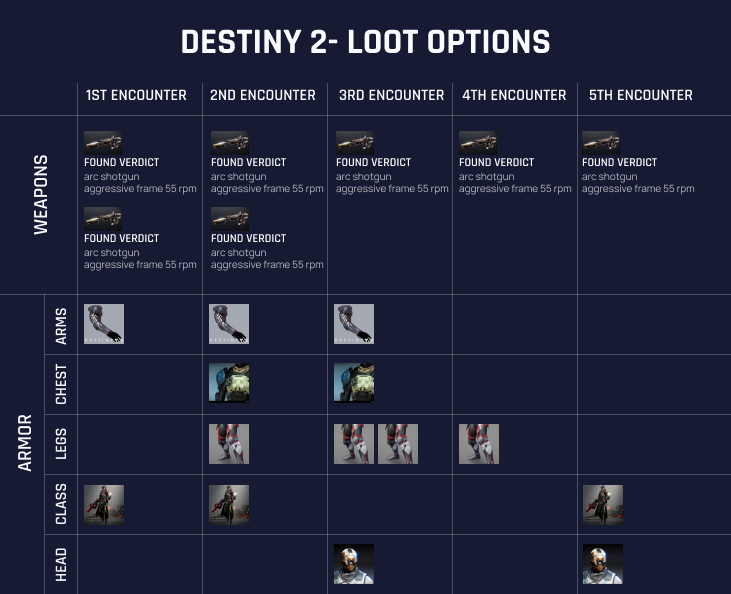 DESTINY 2- LOOT OPTIONS
1ST ENCOUNTER
2ND ENCOUNTER
3RD ENCOUNTER
4TH ENCOUNTER
5TH ENCOUNTER
WEAPONS
FOUND VERDICT
arc shotgun
aggressive frame 55 rpm
FOUND VERDICT
arc shotgun
aggressive frame 55 rpm
FOUND VERDICT
arc shotgun
aggressive frame 55 rpm
FOUND VERDICT
arc shotgun
aggressive frame 55 rpm
FOUND VERDICT
arc shotgun
aggressive frame 55 rpm
FOUND VERDICT
arc shotgun
aggressive frame 55 rpm
FOUND VERDICT
arc shotgun
aggressive frame 55 rpm
ARMOR
ARMS
CHEST
LEGS
CLASS
HEAD